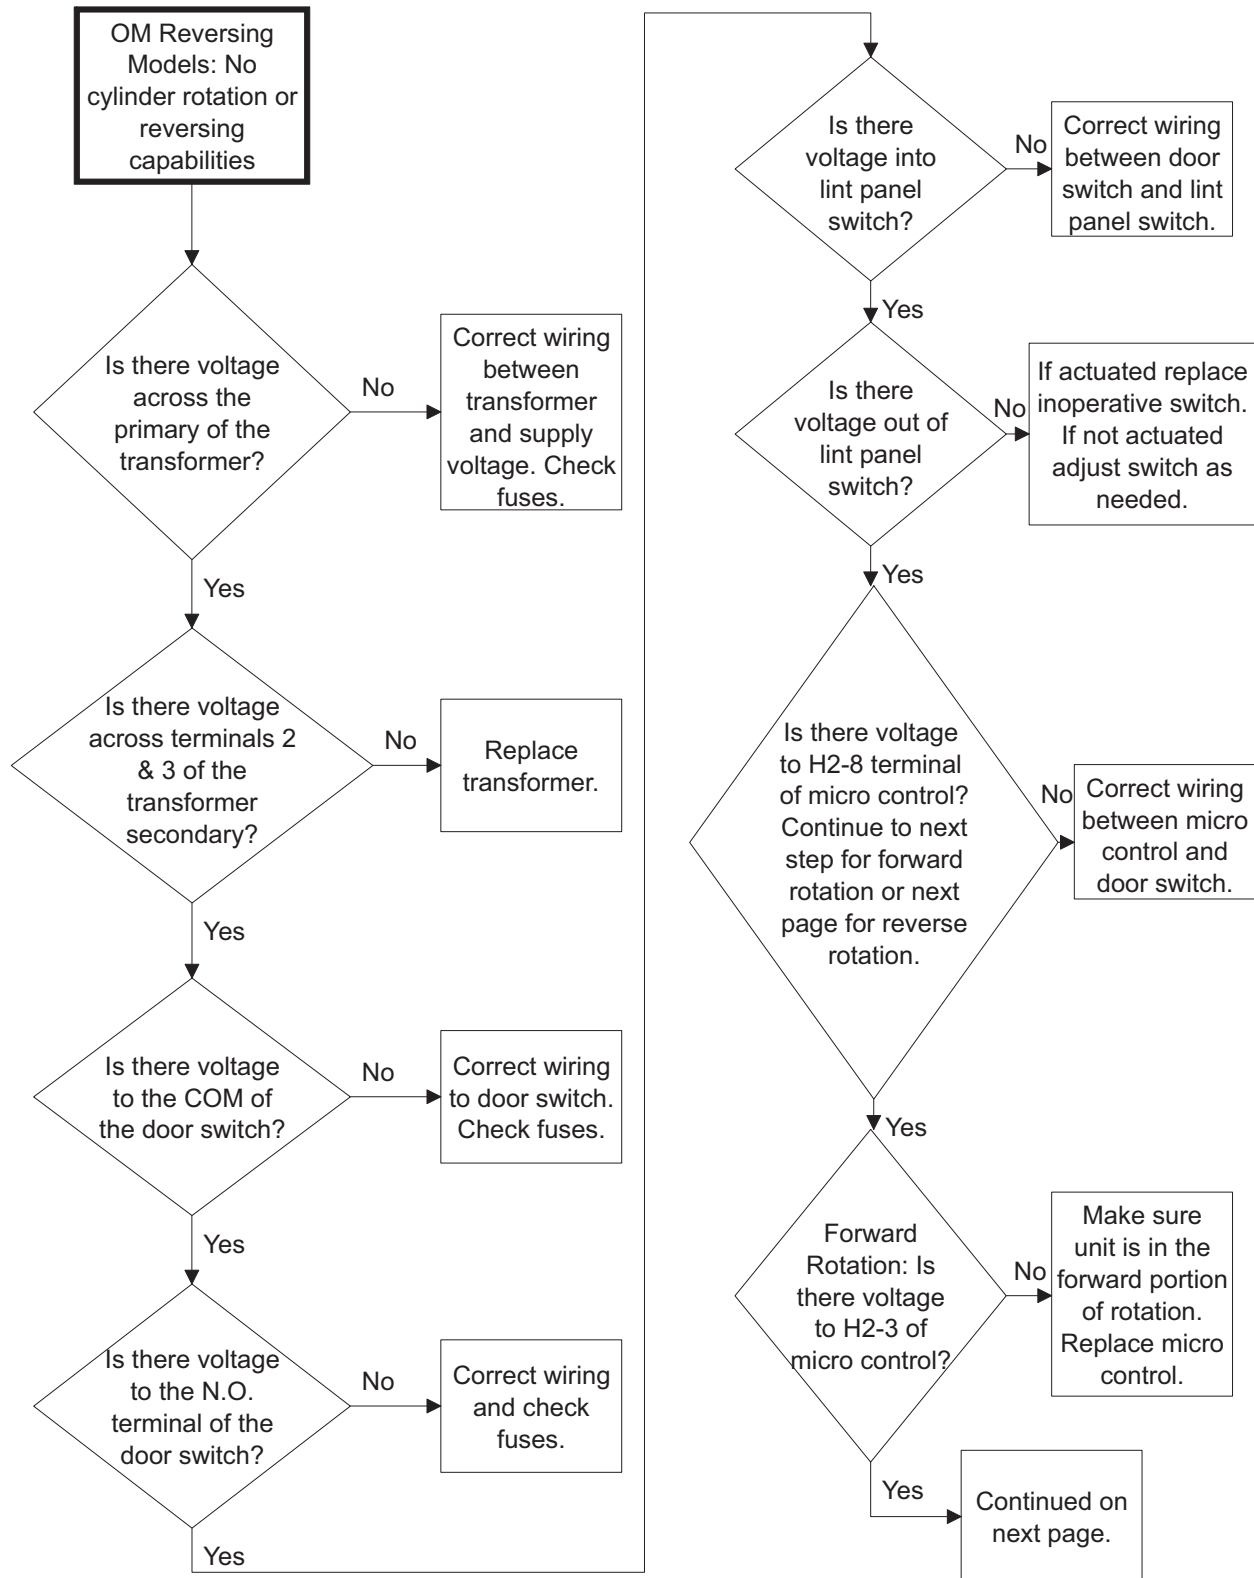 OM Reversing
Models: No
cylinder rotation or
reversing
capabilities
Is there voltage
across the
primary of the
transformer?
No
Correct wiring
between
transformer
and supply
voltage. Check
fuses.
Yes
Is there voltage
across terminals 2
& 3 of the
transformer
secondary?
No
Replace
transformer.
Yes
Is there voltage
to the COM of
the door switch?
No
Correct wiring
to door switch.
Check fuses.
Yes
Is there voltage
to the N.O.
terminal of the
door switch?
No
Correct wiring
and check
fuses.
Yes
Is there
voltage into
lint panel
switch?
No
Correct wiring
between door
switch and lint
panel switch.
Yes
Is there
voltage out of
lint panel
switch?
No
If actuated replace
inoperative switch.
If not actuated
adjust switch as
needed.
Yes
Is there voltage
to H2-8 terminal
of micro control?
Continue to next
step for forward
rotation or next
page for reverse
rotation.
No
Correct wiring
between micro
control and
door switch.
Yes
Forward
Rotation: Is
there voltage
to H2-3 of
micro control?
No
Make sure
unit is in the
forward portion
of rotation.
Replace micro
control.
Yes
Continued on
next page.